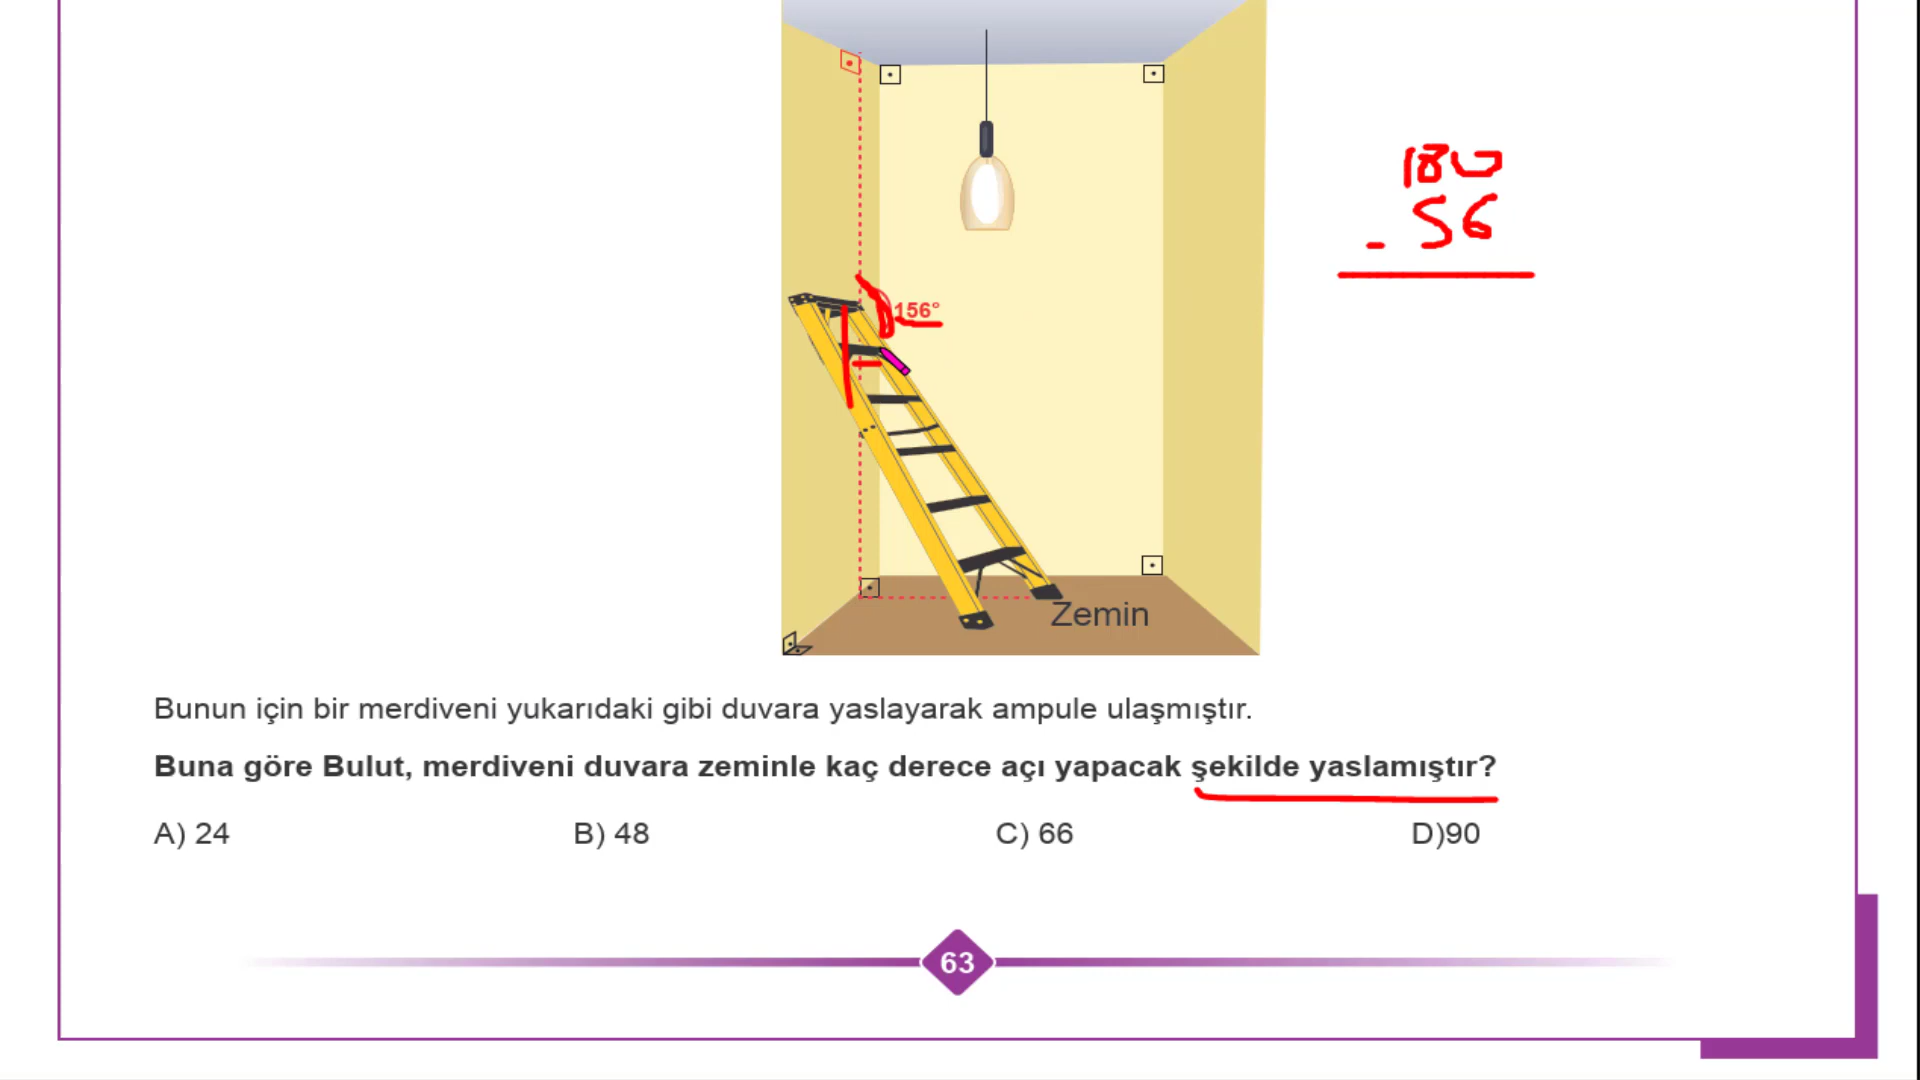 180
- 56
156°
Zemin
Bunun için bir merdiveni yukarıdaki gibi duvara yaslayarak ampule ulaşmıştır.
Buna göre Bulut, merdiveni duvara zeminle kaç derece açı yapacak şekilde yaslamıştır?
A) 24 B) 48 C) 66 D)90
63